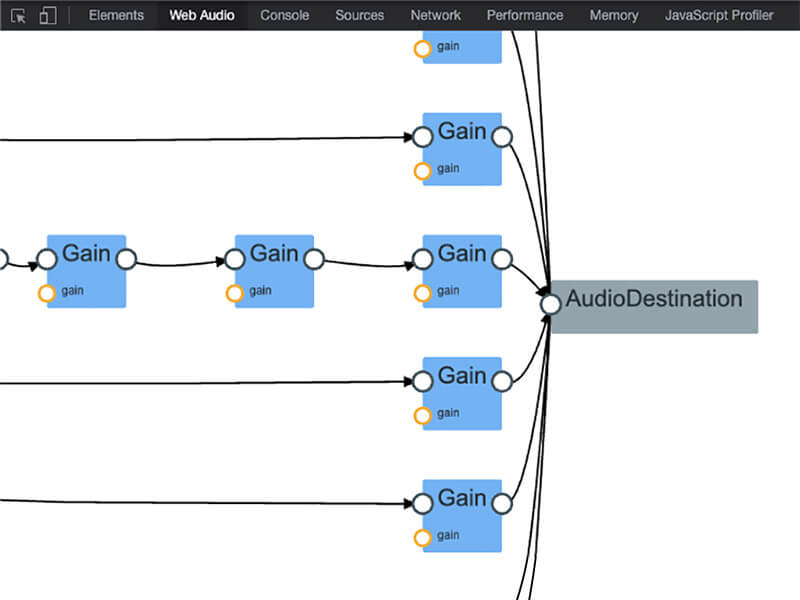 Elements Web Audio Console Sources Network Performance Memory JavaScript Profiler
gain
Gain
gain
Gain Gain Gain
gain gain gain
AudioDestination
Gain
gain
Gain
gain